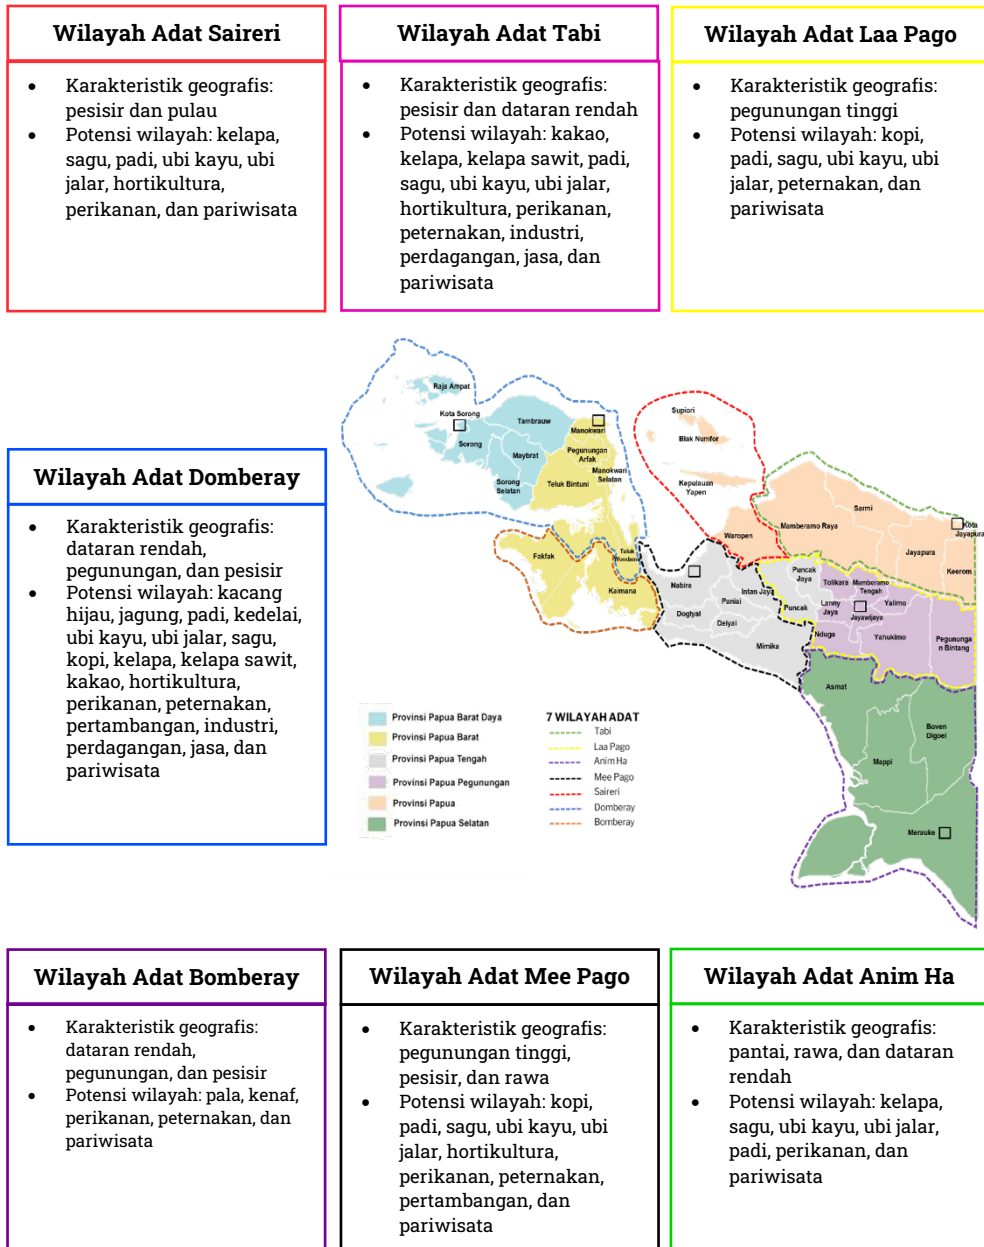 Wilayah Adat Saireri
• Karakteristik geografis:
pesisir dan pulau
• Potensi wilayah: kelapa,
sagu, padi, ubi kayu, ubi
jalar, hortikultura,
perikanan, dan pariwisata
Wilayah Adat Tabi
• Karakteristik geografis:
pesisir dan dataran rendah
• Potensi wilayah: kakao,
kelapa, kelapa sawit, padi,
sagu, ubi kayu, ubi jalar,
hortikultura, perikanan,
peternakan, industri,
perdagangan, jasa, dan
pariwisata
Wilayah Adat Laa Pago
• Karakteristik geografis:
pegunungan tinggi
• Potensi wilayah: kopi,
padi, sagu, ubi kayu, ubi
jalar, peternakan, dan
pariwisata
Wilayah Adat Domberay
• Karakteristik geografis:
dataran rendah,
pegunungan, dan pesisir
• Potensi wilayah: kacang
hijau, jagung, padi, kedelai,
ubi kayu, ubi jalar, sagu,
kopi, kelapa, kelapa sawit,
kakao, hortikultura,
perikanan, peternakan,
pertambangan, industri,
perdagangan, jasa, dan
pariwisata
Raja Ampat
Kota Sorong
Tambrauw
Sorong
Maybrat
Sorong
Selatan
Manokwari
Pegunungan
Arfak
Manokwari
Selatan
Teluk Bintuni
Teluk
Wondama
Fakfak
Kaimana
Supiori
Biak Numfor
Kepulauan
Yapen
Waropen
Mamberamo Raya
Sarmi
Kota
Jayapura
Jayapura
Keerom
Nabire
Dogiyai
Paniai
Deiyai
Intan Jaya
Mimika
Puncak
Jaya
Puncak
Tolikara
Mamberamo
Tengah
Lanny
Jaya
Yalimo
Jayawijaya
Nduga
Yahukimo
Pegununga
n Bintang
Asmat
Boven
Digoel
Mappi
Merauke
Provinsi Papua Barat Daya
Provinsi Papua Barat
Provinsi Papua Tengah
Provinsi Papua Pegunungan
Provinsi Papua
Provinsi Papua Selatan
7 WILAYAH ADAT
Tabi
Laa Pago
Anim Ha
Mee Pago
Saireri
Domberay
Bomberay
Wilayah Adat Bomberay
• Karakteristik geografis:
dataran rendah,
pegunungan, dan pesisir
• Potensi wilayah: pala, kenaf,
perikanan, peternakan, dan
pariwisata
Wilayah Adat Mee Pago
• Karakteristik geografis:
pegunungan tinggi,
pesisir, dan rawa
• Potensi wilayah: kopi,
padi, sagu, ubi kayu, ubi
jalar, hortikultura,
perikanan, peternakan,
pertambangan, dan
pariwisata
Wilayah Adat Anim Ha
• Karakteristik geografis:
pantai, rawa, dan dataran
rendah
• Potensi wilayah: kelapa,
sagu, ubi kayu, ubi jalar,
padi, perikanan, dan
pariwisata